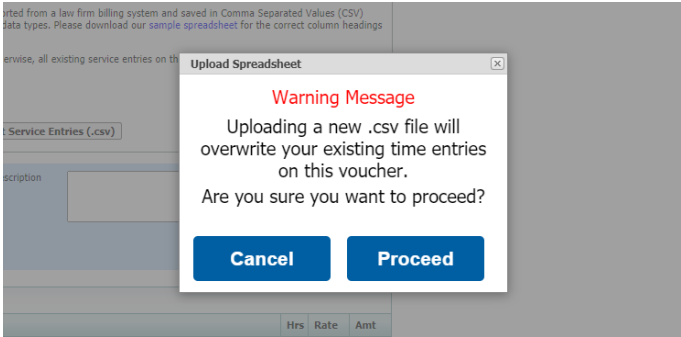 orted from a law firm billing system and saved in Comma Separated Values (CSV)
data types. Please download our sample spreadsheet for the correct column headings
erwise, all existing service entries on th
Upload Spreadsheet
Warning Message
Uploading a new .csv file will
overwrite your existing time entries
on this voucher.
Are you sure you want to proceed?
t Service Entries (.csv)
scription
Cancel
Proceed
Hrs Rate Amt